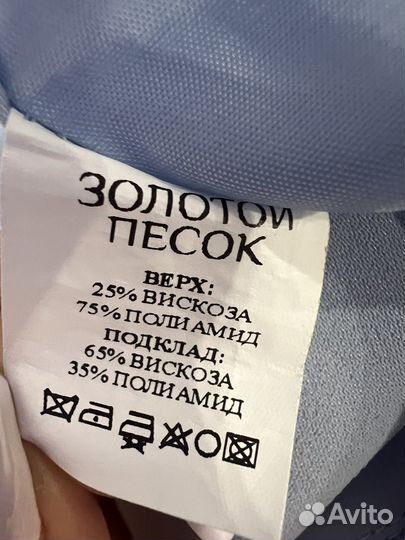 ЗОЛОТОЙ
ПЕСОК
ВЕРХ:
25% ВИСКОЗА
75% ПОЛИАМИД
ПОДКЛАД:
65% ВИСКОЗА
35% ПОЛИАМИД
Avito